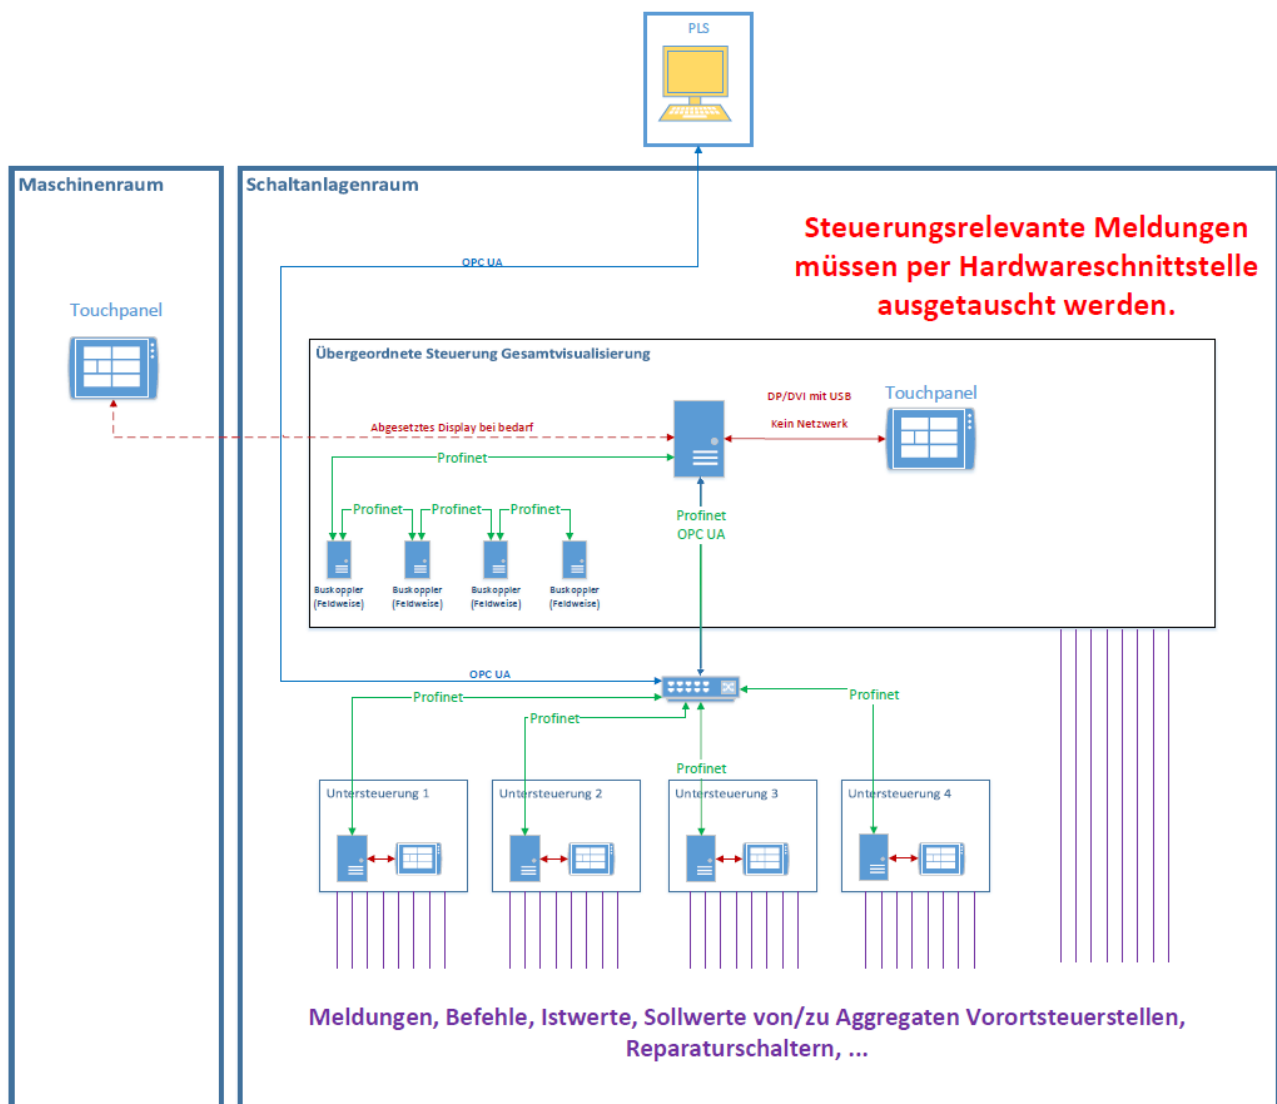 PLS
Maschinenraum
Schaltanlagenraum
Steuerungsrelevante Meldungen
müssen per Hardwareschnittstelle
ausgetauscht werden.
OPC UA
Touchpanel
Übergeordnete Steuerung Gesamtvisualisierung
DP/DVI mit USB
Kein Netzwerk
Touchpanel
Abgesetztes Display bei bedarf
Profinet
Profinet
Profinet
Profinet
Profinet
OPC UA
Buskoppler
(Feldweise)
Buskoppler
(Feldweise)
Buskoppler
(Feldweise)
Buskoppler
(Feldweise)
OPC UA
Profinet
Profinet
Profinet
Profinet
Untersteuerung 1
Untersteuerung 2
Untersteuerung 3
Untersteuerung 4
Meldungen, Befehle, Istwerte, Sollwerte von/zu Aggregaten Vorortsteuerstellen,
Reparaturschaltern, ...